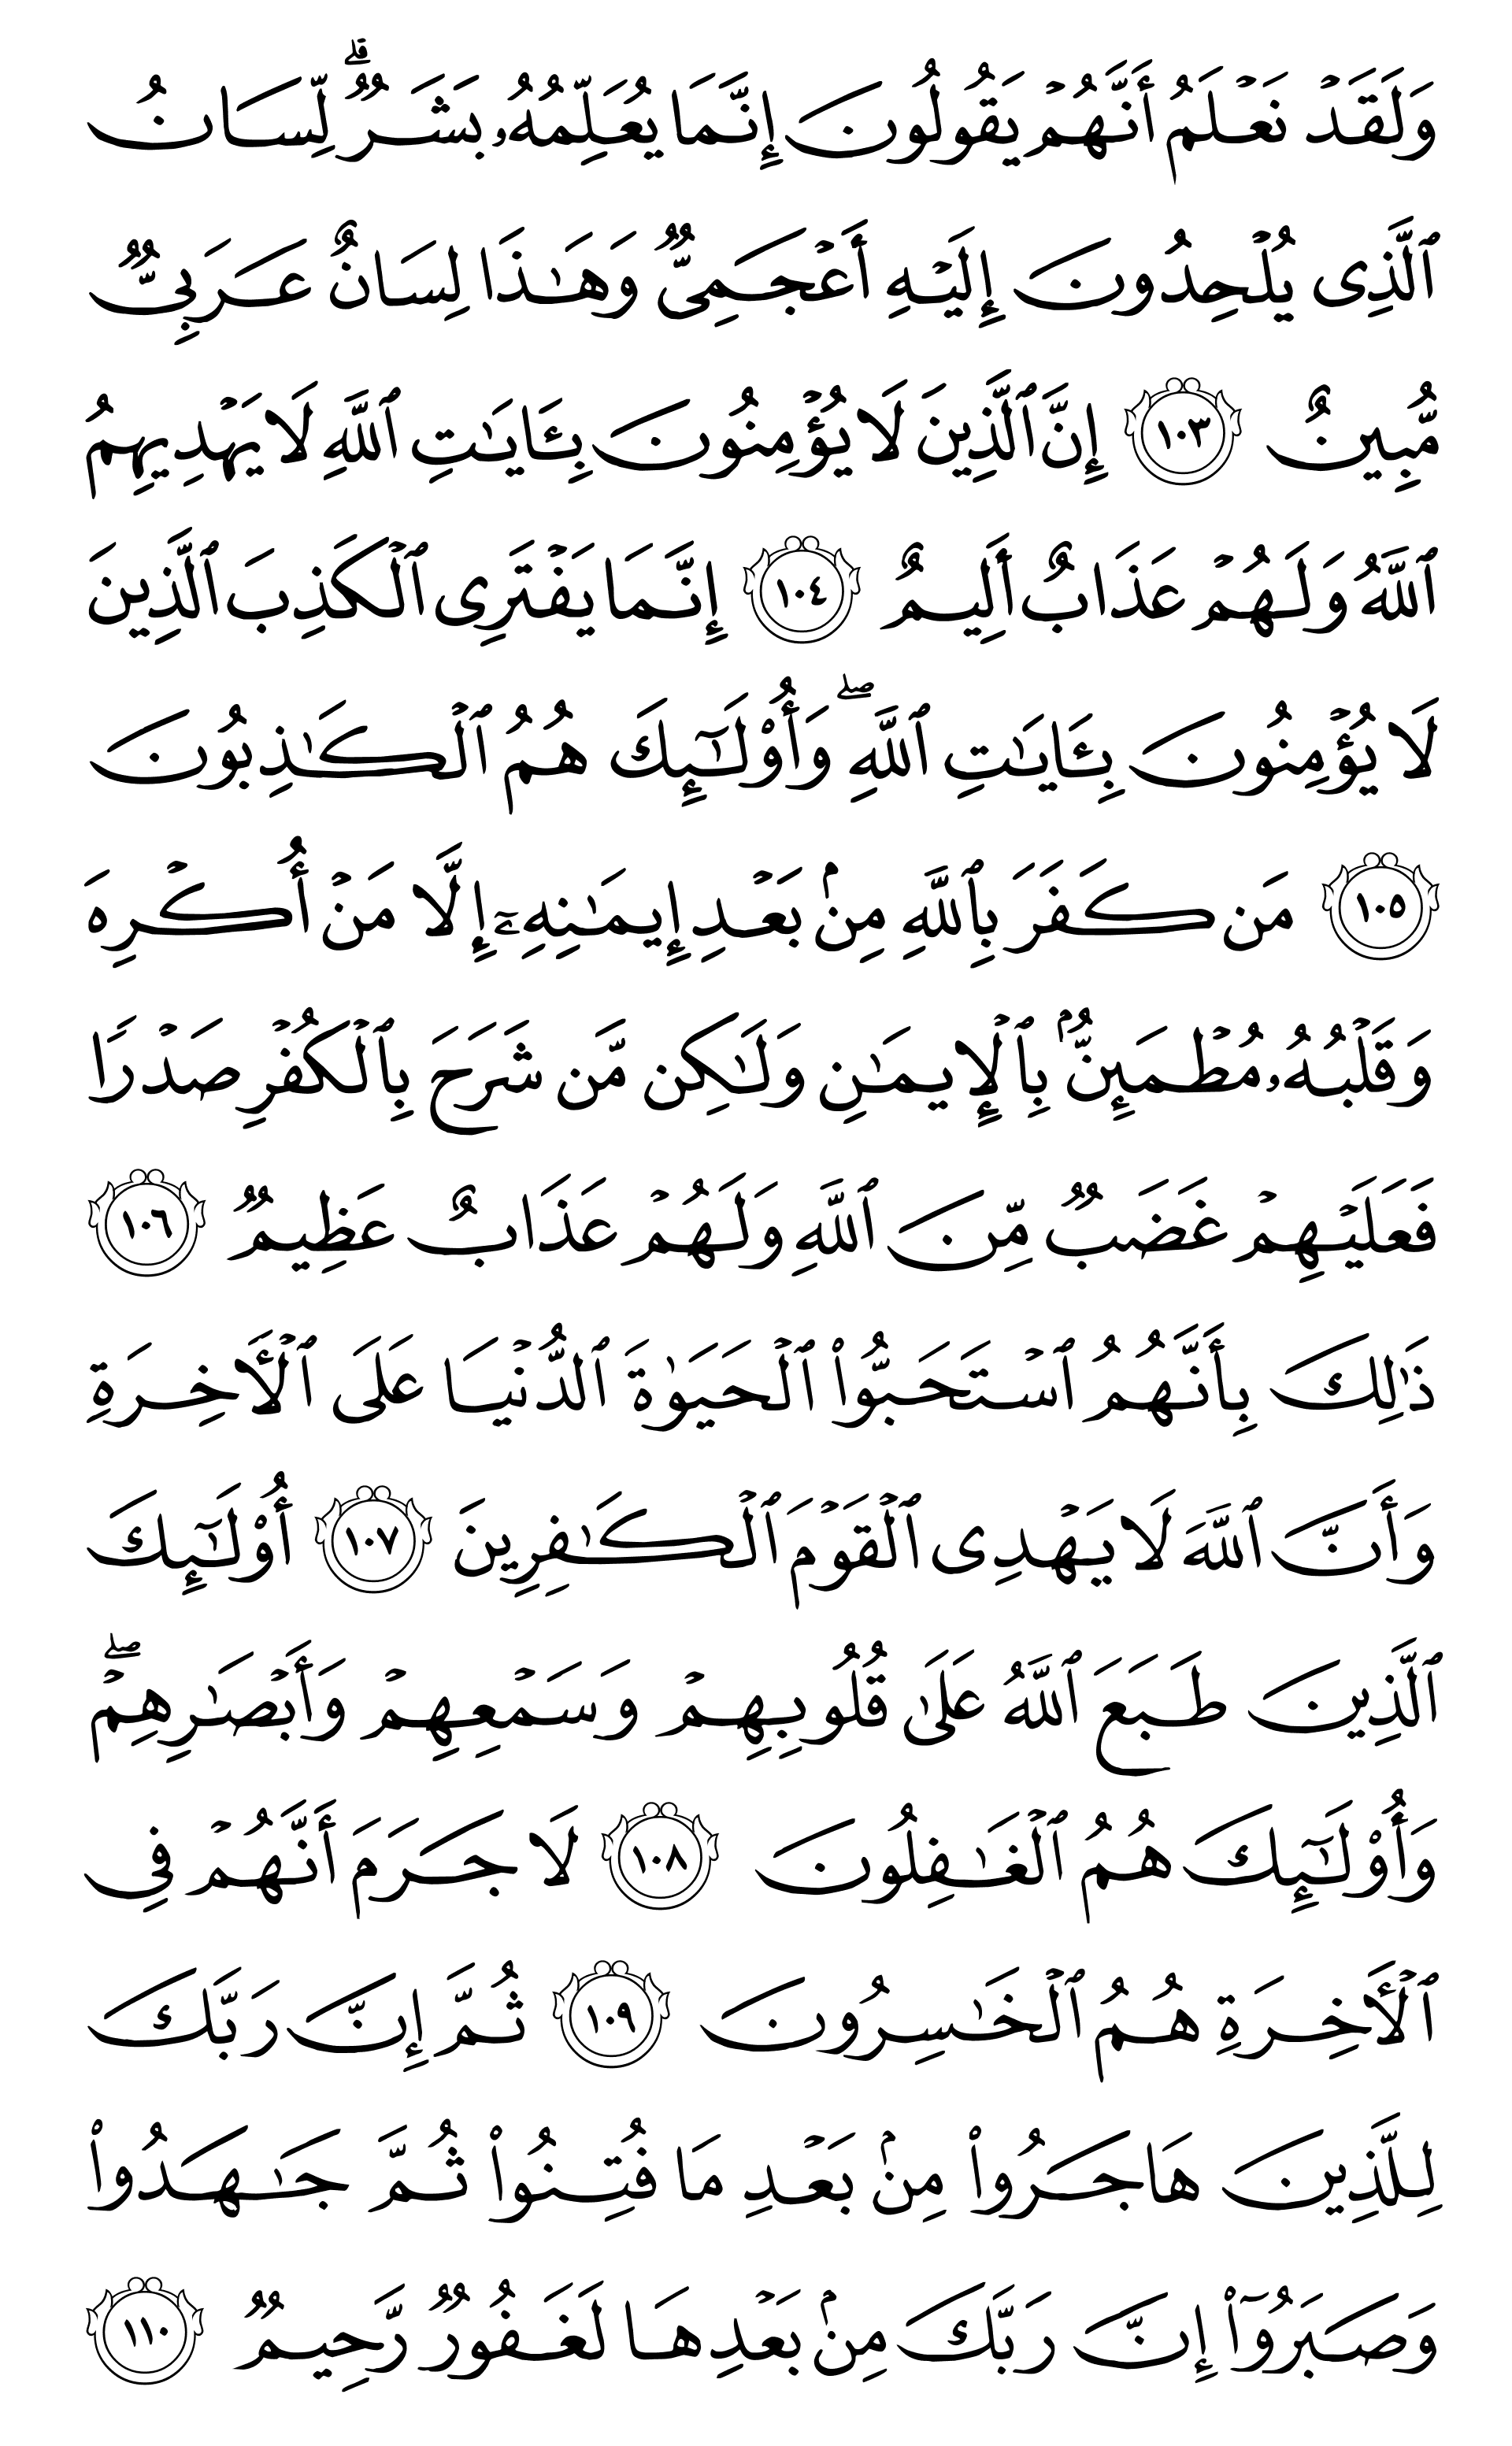 وَلَقَدۡ نَعۡلَمُ أَنَّهُمۡ يَقُولُونَ إِنَّمَا يُعَلِّمُهُۥ بَشَرٞۗ لِّسَانُ
ٱلَّذِي يُلۡحِدُونَ إِلَيۡهِ أَعۡجَمِيّٞ وَهَٰذَا لِسَانٌ عَرَبِيّٞ
مُّبِينٌ ١٠٣ إِنَّ ٱلَّذِينَ لَا يُؤۡمِنُونَ بِـَٔايَٰتِ ٱللَّهِ لَا يَهۡدِيهِمُ
ٱللَّهُ وَلَهُمۡ عَذَابٌ أَلِيمٌ ١٠٤ إِنَّمَا يَفۡتَرِي ٱلۡكَذِبَ ٱلَّذِينَ
لَا يُؤۡمِنُونَ بِـَٔايَٰتِ ٱللَّهِۖ وَأُوْلَٰٓئِكَ هُمُ ٱلۡكَٰذِبُونَ
١٠٥ مَن كَفَرَ بِٱللَّهِ مِنۢ بَعۡدِ إِيمَٰنِهِۦٓ إِلَّا مَنۡ أُكۡرِهَ
وَقَلۡبُهُۥ مُطۡمَئِنُّۢ بِٱلۡإِيمَٰنِ وَلَٰكِن مَّن شَرَحَ بِٱلۡكُفۡرِ صَدۡرٗا
فَعَلَيۡهِمۡ غَضَبٞ مِّنَ ٱللَّهِ وَلَهُمۡ عَذَابٌ عَظِيمٞ ١٠٦
ذَٰلِكَ بِأَنَّهُمُ ٱسۡتَحَبُّواْ ٱلۡحَيَوٰةَ ٱلدُّنۡيَا عَلَى ٱلۡأٓخِرَةِ
وَأَنَّ ٱللَّهَ لَا يَهۡدِي ٱلۡقَوۡمَ ٱلۡكَٰفِرِينَ ١٠٧ أُوْلَٰٓئِكَ
ٱلَّذِينَ طَبَعَ ٱللَّهُ عَلَىٰ قُلُوبِهِمۡ وَسَمۡعِهِمۡ وَأَبۡصَٰرِهِمۡۖ
وَأُوْلَٰٓئِكَ هُمُ ٱلۡغَٰفِلُونَ ١٠٨ لَا جَرَمَ أَنَّهُمۡ فِي
ٱلۡأٓخِرَةِ هُمُ ٱلۡخَٰسِرُونَ ١٠٩ ثُمَّ إِنَّ رَبَّكَ
لِلَّذِينَ هَاجَرُواْ مِنۢ بَعۡدِ مَا فُتِنُواْ ثُمَّ جَٰهَدُواْ
وَصَبَرُوٓاْ إِنَّ رَبَّكَ مِنۢ بَعۡدِهَا لَغَفُورٞ رَّحِيمٞ ١١٠